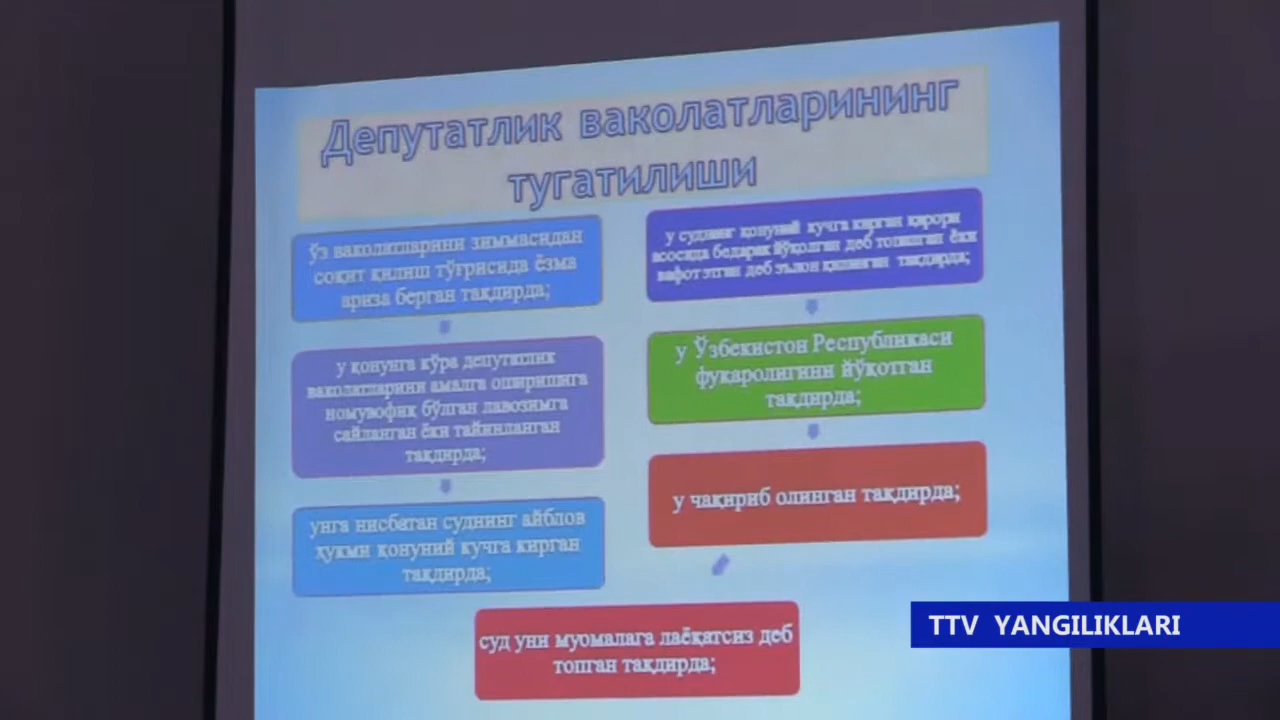 Депутатлик ваколатларининг
тугатилиши
ўз ваколатларини зиммасидан
соқит қилиш тўғрисида ёзма
ариза берган тақдирда;
у қонунга кўра депутатлик
ваколатларини амалга оширишига
номувофиқ бўлган лавозимга
сайланган ёки тайинланган
тақдирда;
унга нисбатан суднинг айблов
ҳукми қонуний кучга кирган
тақдирда;
у суднинг қонуний кучга кирган қарори
асосида бедарак йўқолган деб топилган ёки
вафот этган деб эълон қилинган тақдирда;
у Ўзбекистон Республикаси
фуқаролигини йўқотган
тақдирда;
у чақириб олинган тақдирда;
суд уни муомалага лаёқатсиз деб
топган тақдирда;
TTV YANGILIKLARI